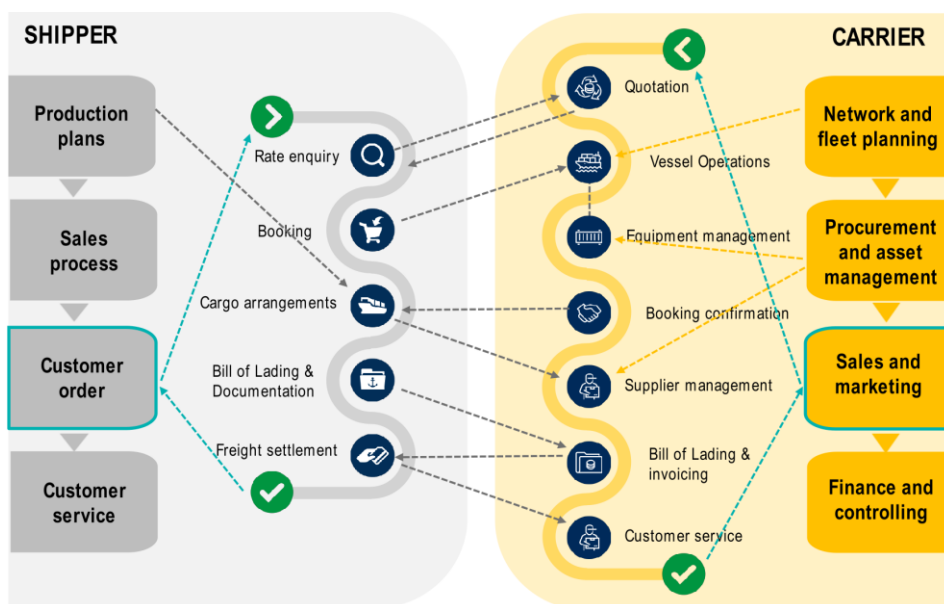 SHIPPER
Production
plans
Sales
process
Customer
order
Customer
service
Rate enquiry
Booking
Cargo arrangements
Bill of Lading &
Documentation
Freight settlement
CARRIER
Quotation
Vessel Operations
Equipment management
Booking confirmation
Supplier management
Bill of Lading &
invoicing
Customer service
Network and
fleet planning
Procurement
and asset
management
Sales and
marketing
Finance and
controlling